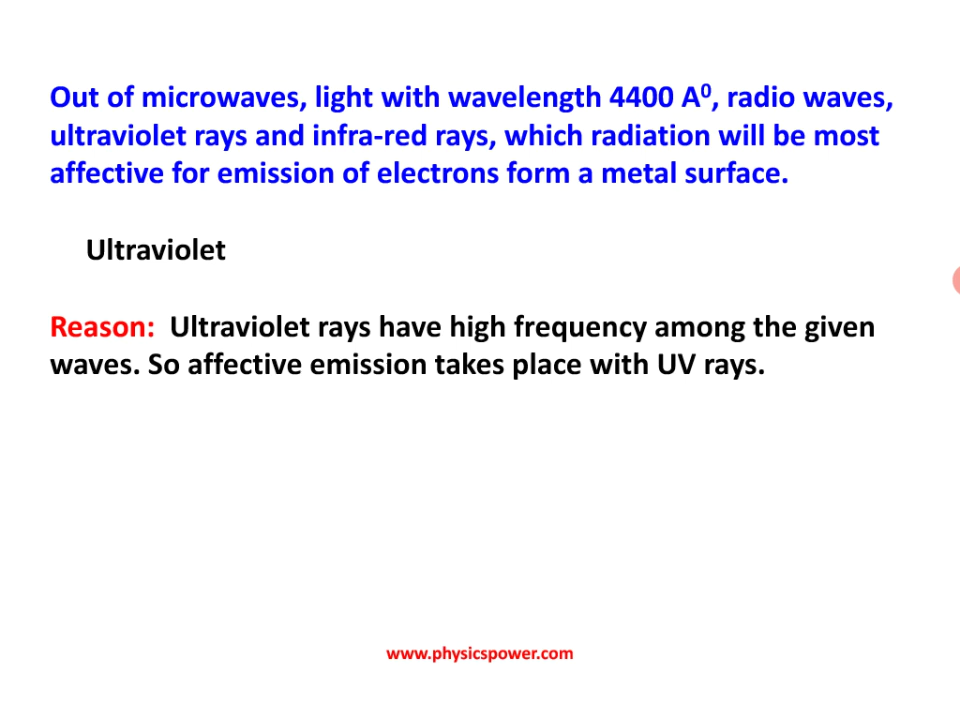 Out of microwaves, light with wavelength 4400 A⁰, radio waves,
ultraviolet rays and infra-red rays, which radiation will be most
affective for emission of electrons form a metal surface.
Ultraviolet
Reason: Ultraviolet rays have high frequency among the given
waves. So affective emission takes place with UV rays.
www.physicspower.com